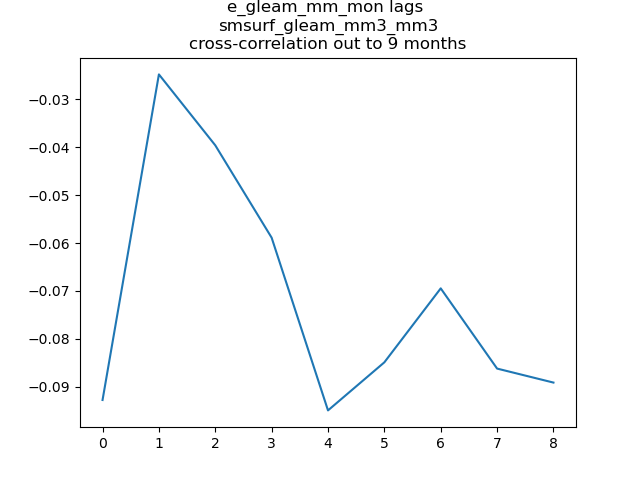 e_gleam_mm_mon lags
smsurf_gleam_mm3_mm3
cross-correlation out to 9 months
−0.03
−0.04
−0.05
−0.06
−0.07
−0.08
−0.09
0 1 2 3 4 5 6 7 8